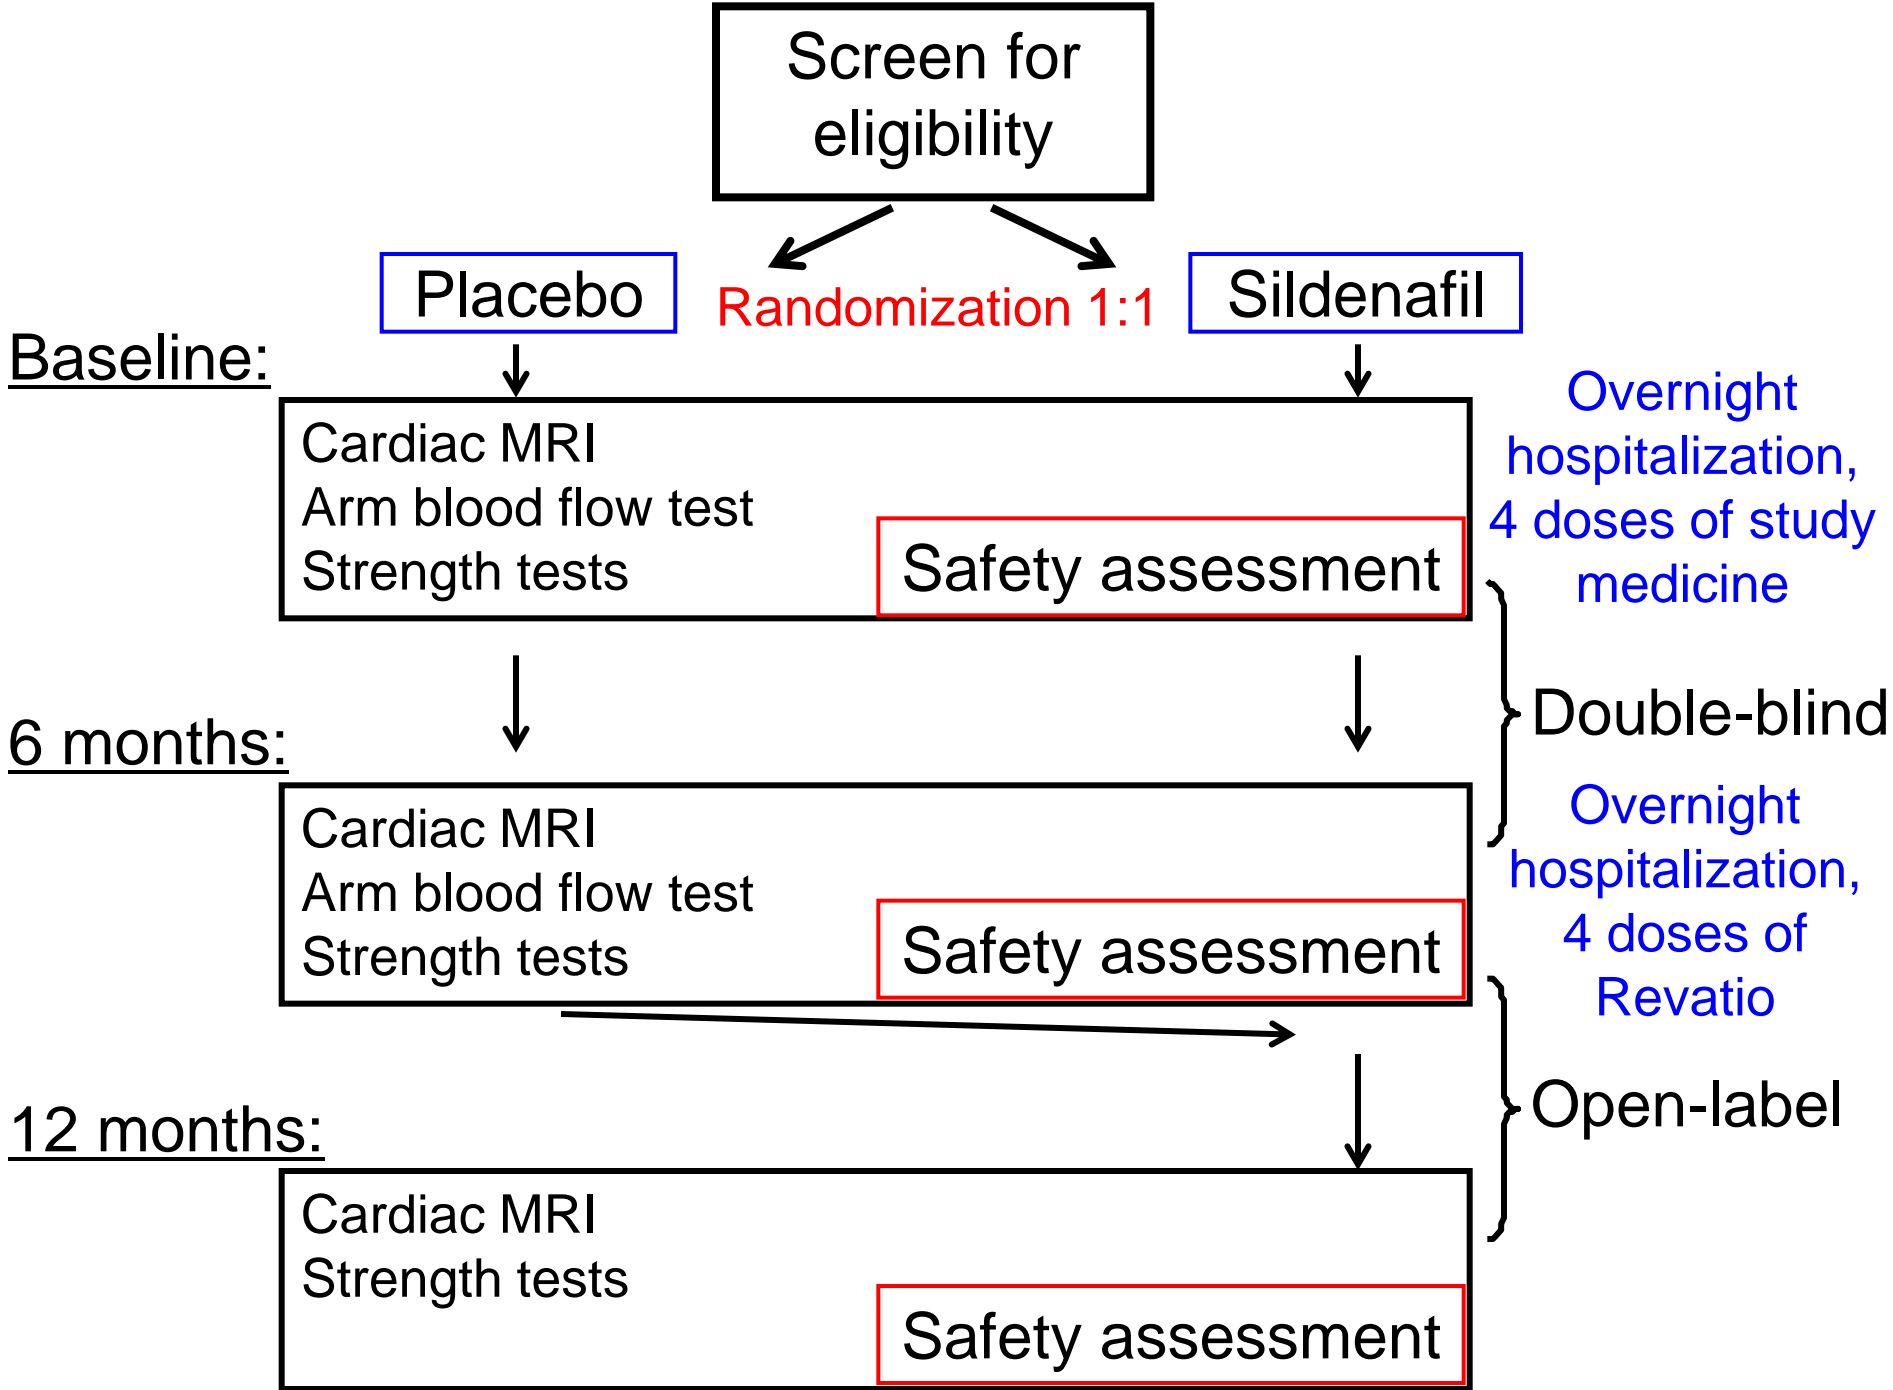 Screen for
eligibility
Placebo
Randomization 1:1
Sildenafil
Baseline:
Cardiac MRI
Arm blood flow test
Strength tests
Safety assessment
Overnight
hospitalization,
4 doses of study
medicine
Double-blind
6 months:
Cardiac MRI
Arm blood flow test
Strength tests
Safety assessment
Overnight
hospitalization,
4 doses of
Revatio
Open-label
12 months:
Cardiac MRI
Strength tests
Safety assessment